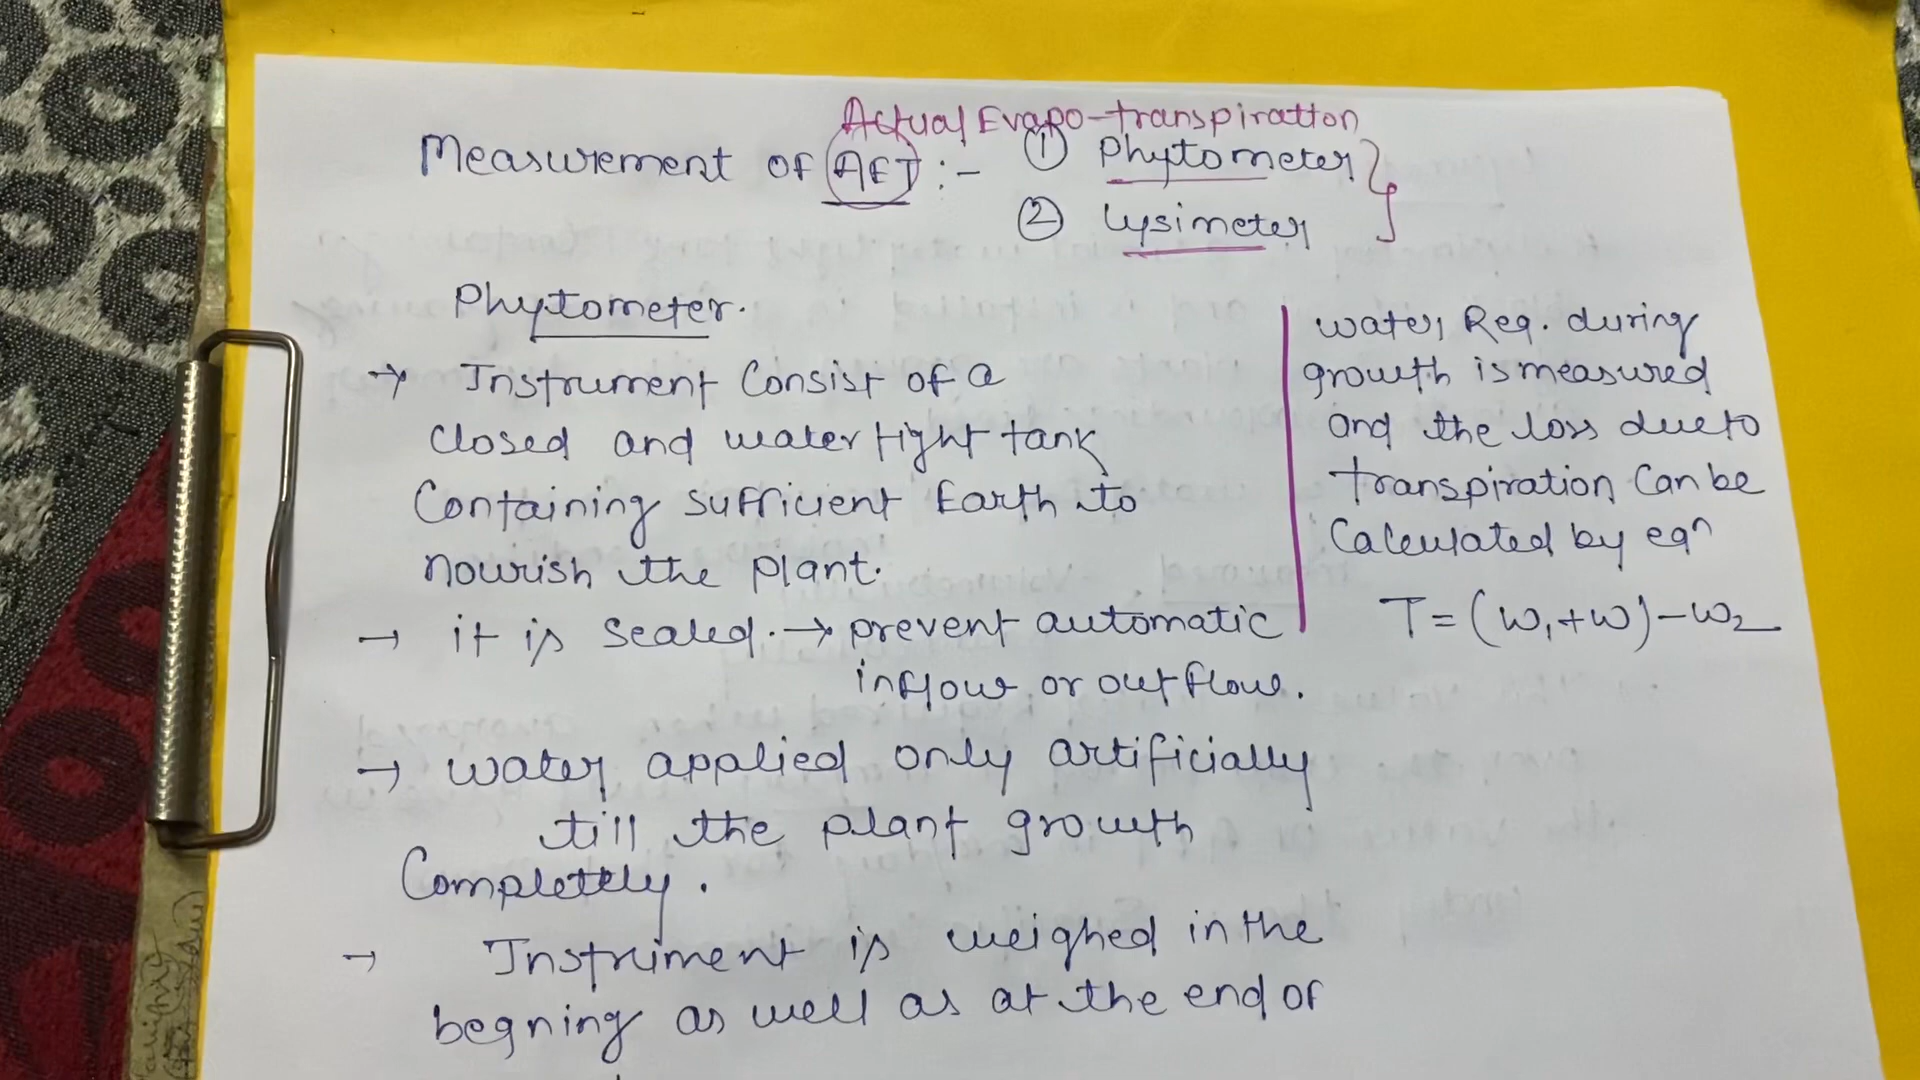 Actual Evapo-transpiration
Measurement of AET :- ① Phytometer
② Lysimeter
Phytometer.
→ Instrument Consist of a
closed and water tight tank
Containing sufficient Earth to
nourish the plant.
→ it is sealed. → prevent automatic
inflow or outflow.
→ water applied only artificially
till the plant growth
Completely.
→ Instriment is weighed in the
begning as well as at the end of
water Req. during
growth is measured
and the loss due to
transpiration Can be
Calculated by eqn
T = (w₁+w) - w₂